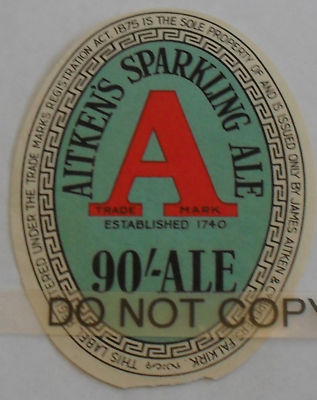 THIS LABEL REGISTERED UNDER THE TRADE MARKS REGISTRATION ACT, 1875 IS THE SOLE PROPERTY OF AND IS ISSUED ONLY BY JAMES AITKEN & FALKIRK.
AITKEN'S SPARKLING ALE
A
TRADE MARK
ESTABLISHED 1740
90/-ALE
DO NOT COPY